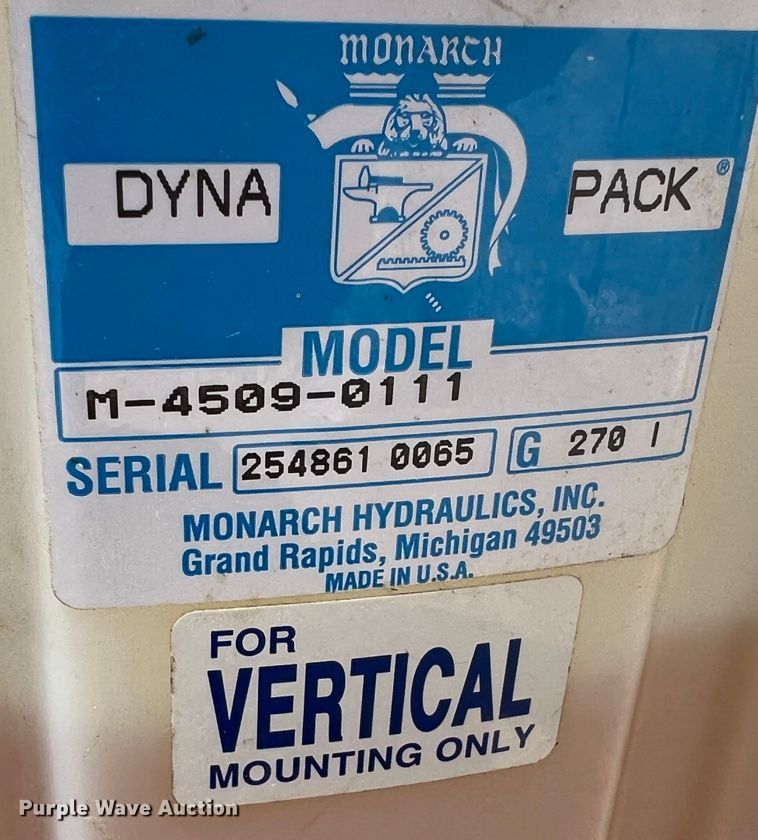 MONARCH
DYNA PACK®
MODEL
M-4509-0111
SERIAL 254861 0065 G 270 I
MONARCH HYDRAULICS, INC.
Grand Rapids, Michigan 49503
MADE IN U.S.A.
FOR
VERTICAL
MOUNTING ONLY
Purple Wave Auction